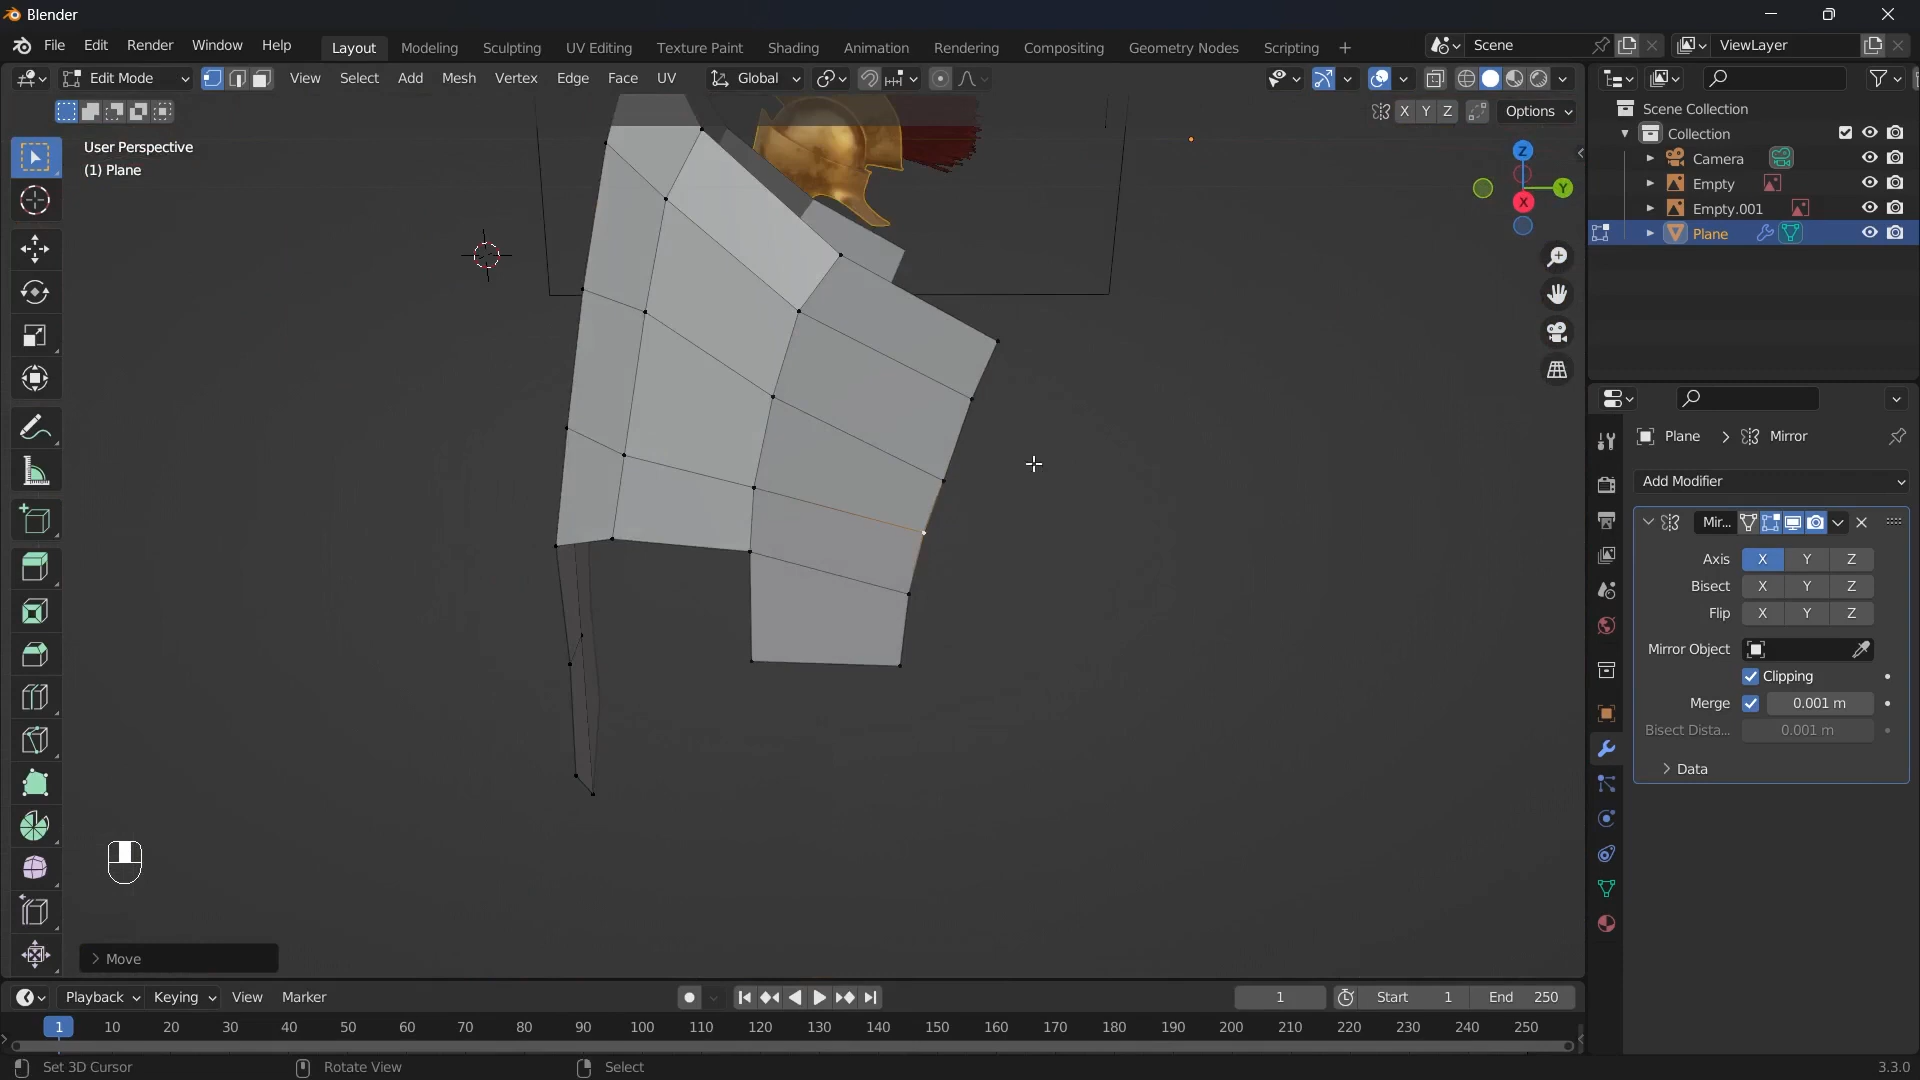 Blender
File Edit Render Window Help Layout Modeling Sculpting UV Editing Texture Paint Shading Animation Rendering Compositing Geometry Nodes Scripting + Scene ViewLayer
Edit Mode View Select Add Mesh Vertex Edge Face UV Global
X Y Z Options
User Perspective
(1) Plane
Z
Y
X
Scene Collection
Collection
Camera
Empty
Empty.001
Plane
Plane > Mirror
Add Modifier
Mir...
Axis X Y Z
Bisect X Y Z
Flip X Y Z
Mirror Object
Clipping
Merge 0.001 m
Bisect Dista... 0.001 m
> Data
> Move
Playback Keying View Marker 1 Start 1 End 250
1 10 20 30 40 50 60 70 80 90 100 110 120 130 140 150 160 170 180 190 200 210 220 230 240 250
Set 3D Cursor Rotate View Select 3.3.0